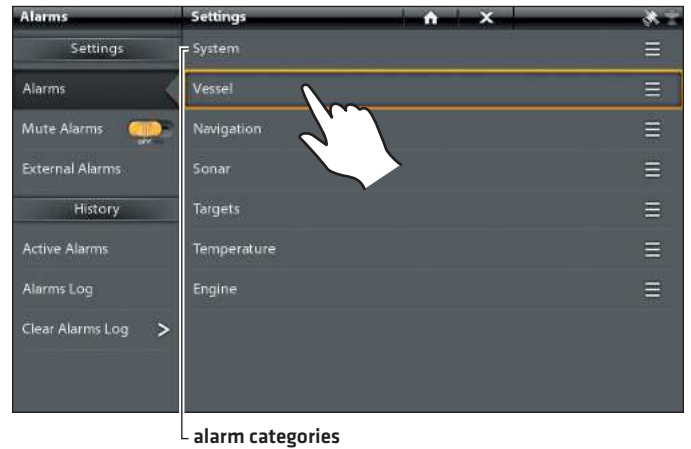 Alarms
Settings
Settings
Alarms
Mute Alarms
OFF
External Alarms
History
Active Alarms
Alarms Log
Clear Alarms Log
System
Vessel
Navigation
Sonar
Targets
Temperature
Engine
alarm categories